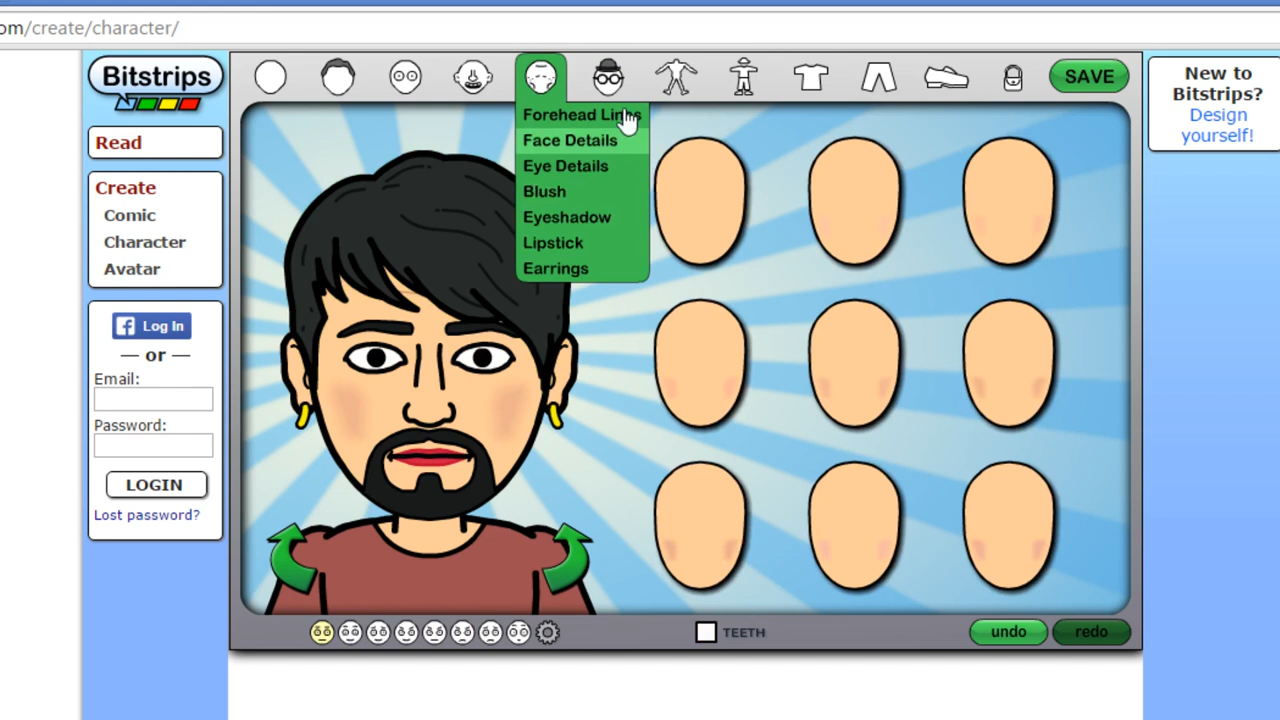 om/create/character/
Bitstrips
Read
Create
Comic
Character
Avatar
Log In
— or —
Email:
Password:
LOGIN
Lost password?
SAVE
Forehead Lines
Face Details
Eye Details
Blush
Eyeshadow
Lipstick
Earrings
TEETH
undo
redo
New to
Bitstrips?
Design
yourself!